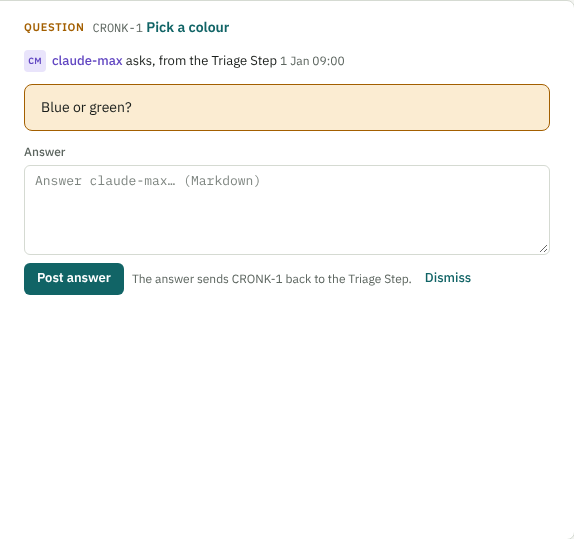 QUESTION CRONK-1 Pick a colour
CM claude-max asks, from the Triage Step 1 Jan 09:00
Blue or green?
Answer
Answer claude-max… (Markdown)
Post answer The answer sends CRONK-1 back to the Triage Step. Dismiss